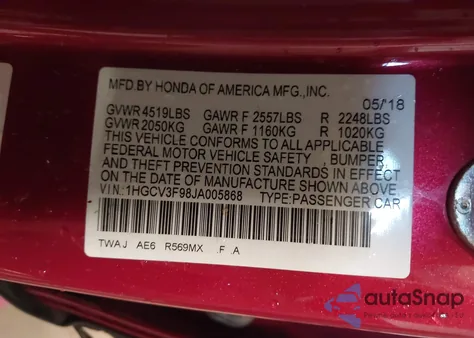 MFD.BY HONDA OF AMERICA MFG.,INC.
05/18
GVWR 4519LBS GAWR F 2557LBS R 2248LBS
GVWR 2050KG GAWR F 1160KG R 1020KG
THIS VEHICLE CONFORMS TO ALL APPLICABLE
FEDERAL MOTOR VEHICLE SAFETY , BUMPER,
AND THEFT PREVENTION STANDARDS IN EFFECT
ON THE DATE OF MANUFACTURE SHOWN ABOVE.
VIN:1HGCV3F98JA005868 TYPE:PASSENGER CAR
TWAJ AE6 R569MX .F .A
autoSnap